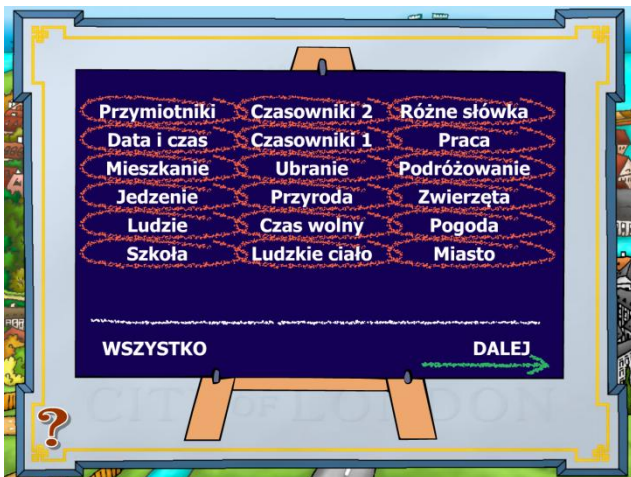 Przymiotniki Czasowniki 2 Różne słówka
Data i czas Czasowniki 1 Praca
Mieszkanie Ubranie Podróżowanie
Jedzenie Przyroda Zwierzęta
Ludzie Czas wolny Pogoda
Szkoła Ludzkie ciało Miasto
WSZYSTKO DALEJ
CITY OF LONDON
?